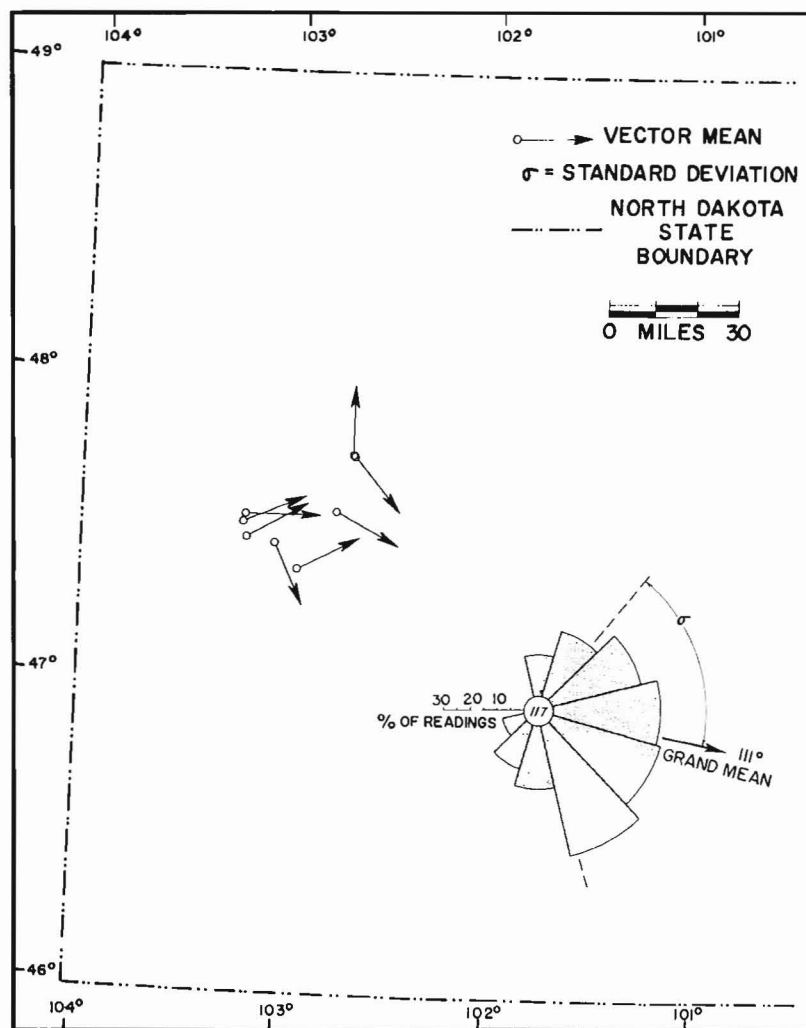 104° 103° 102° 101°
49°
VECTOR MEAN
σ = STANDARD DEVIATION
NORTH DAKOTA
STATE
BOUNDARY
0 MILES 30
48°
σ
47°
30 20 10
117
% OF READINGS
111°
GRAND MEAN
46°
104° 103° 102° 101°